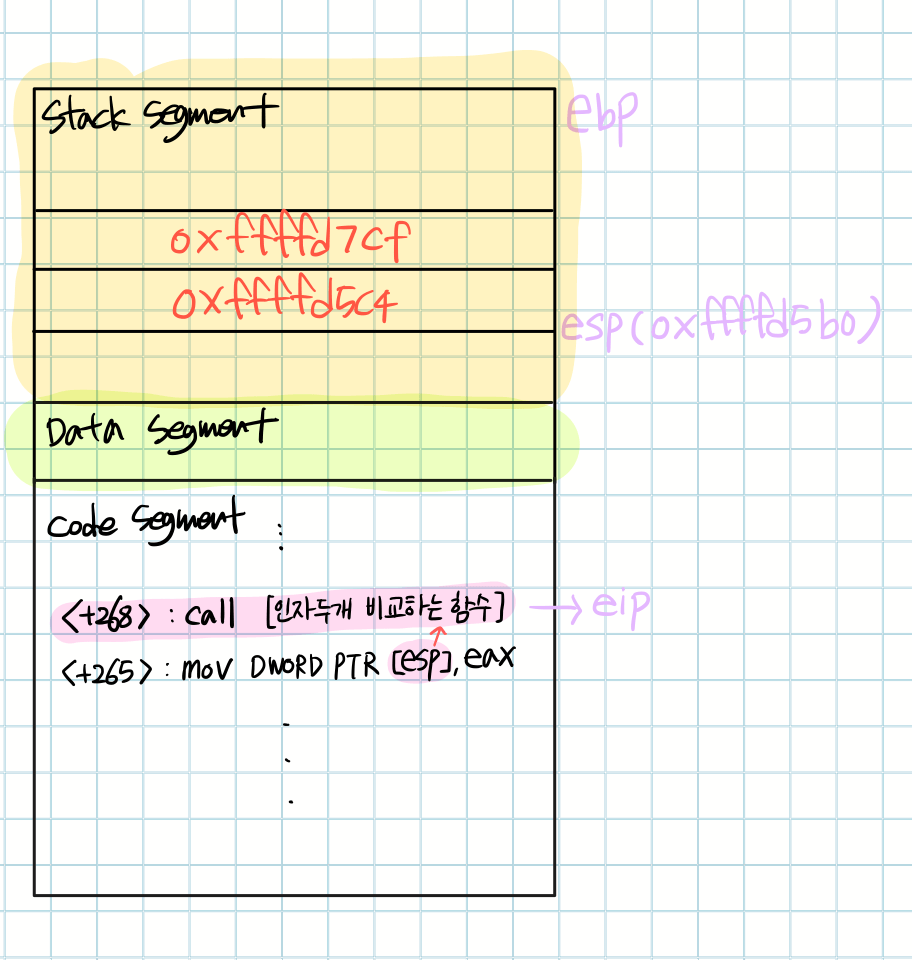 Stack Segment
ebp
0xffffd7cf
0xffffd5c4
esp(0xffffd5b0)
Data Segment
Code Segment :
<+268> : call [인자두개 비교하는 함수] → eip
<+265> : mov DWORD PTR [esp], eax
.
.
.